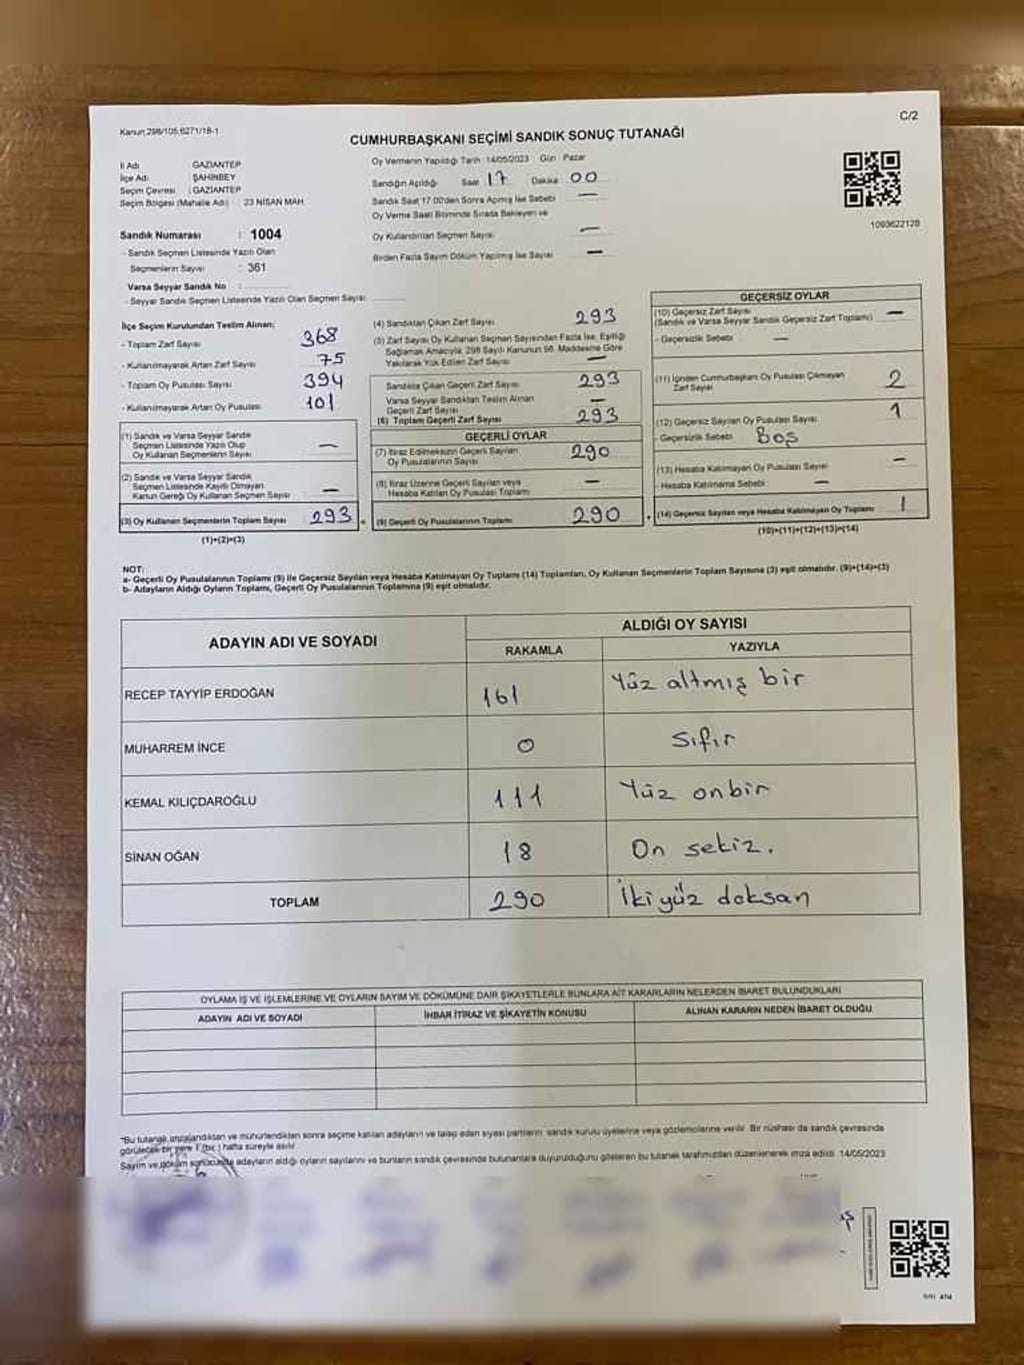 Kanun:298/105;6271/18-1
C/2
CUMHURBAŞKANI SEÇİMİ SANDIK SONUÇ TUTANAĞI
İl Adı : GAZİANTEP
İlçe Adı : ŞAHİNBEY
Seçim Çevresi : GAZİANTEP
Seçim Bölgesi (Mahalle Adı) : 23 NİSAN MAH.
Sandık Numarası : 1004
- Sandık Seçmen Listesinde Yazılı Olan
Seçmenlerin Sayısı : 361
Varsa Seyyar Sandık No :
- Seyyar Sandık Seçmen Listesinde Yazılı Olan Seçmen Sayısı:
Oy Vermenin Yapıldığı Tarih :14/05/2023 Gün : Pazar
Sandığın Açıldığı Saat 17 Dakika 00
Sandık Saat 17.00'den Sonra Açılmış İse Sebebi —
Oy Verme Saati Bitiminde Sırada Bekleyen ve
Oy Kullandırılan Seçmen Sayısı —
Birden Fazla Sayım Döküm Yapılmış İse Sayısı —
1093622128
İlçe Seçim Kurulundan Teslim Alınan;
- Toplam Zarf Sayısı 368
- Kullanılmayarak Artan Zarf Sayısı 75
- Toplam Oy Pusulası Sayısı 394
- Kullanılmayarak Artan Oy Pusulası 101
(1) Sandık ve Varsa Seyyar Sandık
Seçmen Listesinde Yazılı Olup
Oy Kullanan Seçmenlerin Sayısı —
(2) Sandık ve Varsa Seyyar Sandık
Seçmen Listesinde Kayıtlı Olmayan
Kanun Gereği Oy Kullanan Seçmen Sayısı —
(3) Oy Kullanan Seçmenlerin Toplam Sayısı 293
(1)+(2)=(3)
(4) Sandıktan Çıkan Zarf Sayısı 293
(5) Zarf Sayısı Oy Kullanan Seçmen Sayısından Fazla İse, Eşitliği
Sağlamak Amacıyla, 298 Sayılı Kanunun 98. Maddesine Göre
Yakılarak Yok Edilen Zarf Sayısı —
Sandıkta Çıkan Geçerli Zarf Sayısı 293
Varsa Seyyar Sandıktan Teslim Alınan
Geçerli Zarf Sayısı —
(6) Toplam Geçerli Zarf Sayısı 293
GEÇERLİ OYLAR
(7) İtiraz Edilmeksizin Geçerli Sayılan
Oy Pusulalarının Sayısı 290
(8) İtiraz Üzerine Geçerli Sayılan veya
Hesaba Katılan Oy Pusulası Toplamı —
(9) Geçerli Oy Pusulalarının Toplamı 290
GEÇERSİZ OYLAR
(10) Geçersiz Zarf Sayısı
(Sandık ve Varsa Seyyar Sandık Geçersiz Zarf Toplamı) —
- Geçersizlik Sebebi —
(11) İçinden Cumhurbaşkanı Oy Pusulası Çıkmayan
Zarf Sayısı 2
(12) Geçersiz Sayılan Oy Pusulası Sayısı 1
- Geçersizlik Sebebi Boş
(13) Hesaba Katılmayan Oy Pusulası Sayısı —
- Hesaba Katılmama Sebebi —
(14) Geçersiz Sayılan veya Hesaba Katılmayan Oy Toplamı 1
(10)+(11)+(12)+(13)=(14)
NOT:
a- Geçerli Oy Pusulalarının Toplamı (9) ile Geçersiz Sayılan veya Hesaba Katılmayan Oy Toplamı (14) Toplamları, Oy Kullanan Seçmenlerin Toplam Sayısına (3) eşit olmalıdır. (9)+(14)=(3)
b- Adayların Aldığı Oyların Toplamı, Geçerli Oy Pusulalarının Toplamına (9) eşit olmalıdır.
ADAYIN ADI VE SOYADI
ALDIĞI OY SAYISI
RAKAMLA YAZIYLA
RECEP TAYYİP ERDOĞAN 161 Yüz altmış bir
MUHARREM İNCE 0 Sıfır
KEMAL KILIÇDAROĞLU 111 Yüz onbir
SİNAN OĞAN 18 On sekiz.
TOPLAM 290 İkiyüz doksan
OYLAMA İŞ VE İŞLEMLERİNE VE OYLARIN SAYIM VE DÖKÜMÜNE DAİR ŞİKAYETLERLE BUNLARA AİT KARARLARIN NELERDEN İBARET BULUNDUKLARI
ADAYIN ADI VE SOYADI İHBAR İTİRAZ VE ŞİKAYETİN KONUSU ALINAN KARARIN NEDEN İBARET OLDUĞU
*Bu tutanak imzalandıktan ve mühürlendikten sonra seçime katılan adayların ve talep eden siyasi partilerin sandık kurulu üyelerine veya gözlemcilerine verilir. Bir nüshası da sandık çevresinde
görülecek bir yere 1 (bir) hafta süreyle asılır.
Sayım ve döküm sonucunda adayların aldığı oyların sayılarını ve bunların sandık çevresinde bulunanlara duyurulduğunu gösteren bu tutanak tarafımızdan düzenlenerek imza edildi. 14/05/2023